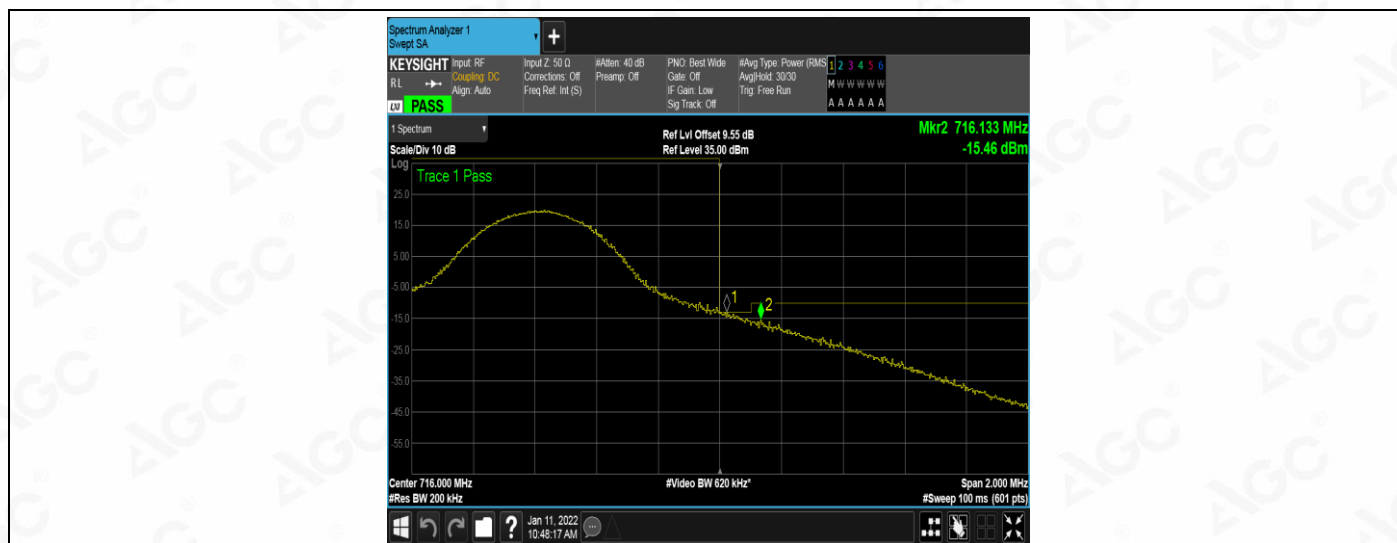 Spectrum Analyzer 1
Swept SA
KEYSIGHT
RL
LXI PASS
Input: RF
Coupling: DC
Align: Auto
Input Z: 50 Ω
Corrections: Off
Freq Ref: Int (S)
#Atten: 40 dB
Preamp: Off
PNO: Best Wide
Gate: Off
IF Gain: Low
Sig Track: Off
#Avg Type: Power (RMS
Avg|Hold: 30/30
Trig: Free Run
1 2 3 4 5 6
M W W W W W
A A A A A A
1 Spectrum
Scale/Div 10 dB
Ref Lvl Offset 9.55 dB
Ref Level 35.00 dBm
Mkr2 716.133 MHz
-15.46 dBm
Log
Trace 1 Pass
25.0
15.0
5.00
-5.00
-15.0
-25.0
-35.0
-45.0
-55.0
1
2
Center 716.000 MHz
#Res BW 200 kHz
#Video BW 620 kHz*
Span 2.000 MHz
#Sweep 100 ms (601 pts)
?
Jan 11, 2022
10:48:17 AM
AGC